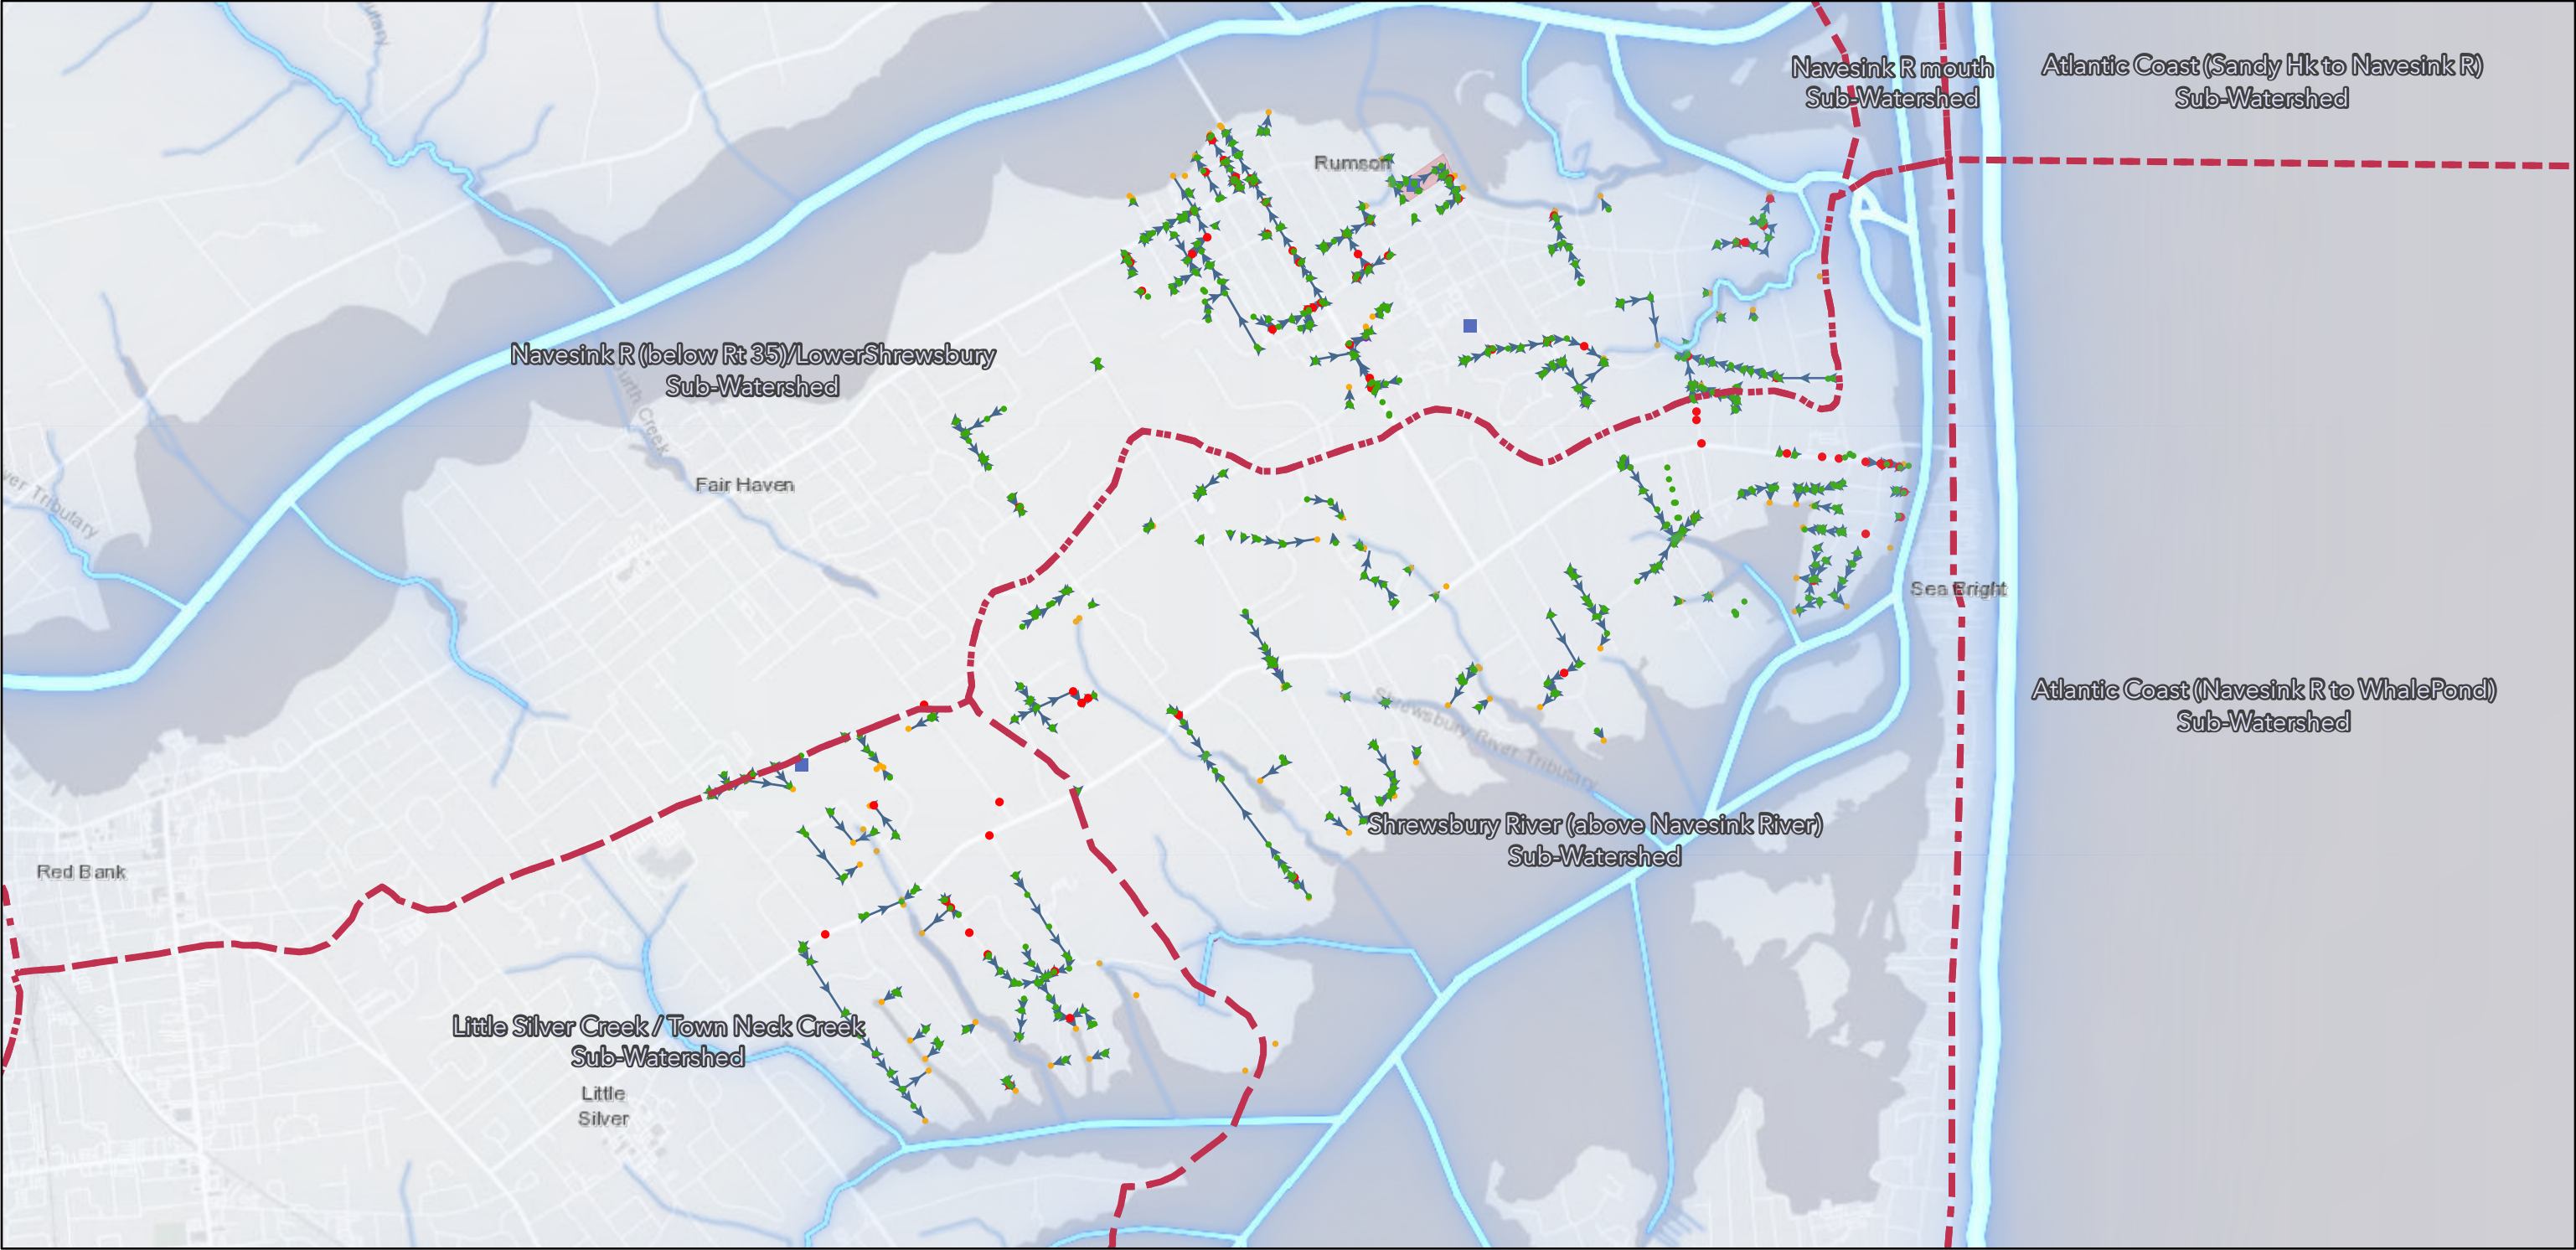 Navesink R mouth
Sub-Watershed
Atlantic Coast (Sandy Hk to Navesink R)
Sub-Watershed
Rumson
Navesink R (below Rt 35)/LowerShrewsbury
Sub-Watershed
Creek
Fair Haven
Tributary
Sea Bright
Atlantic Coast (Navesink R to WhalePond)
Sub-Watershed
Shrewsbury River Tributary
Shrewsbury River (above Navesink River)
Sub-Watershed
Red Bank
Little Silver Creek / Town Neck Creek
Sub-Watershed
Little
Silver